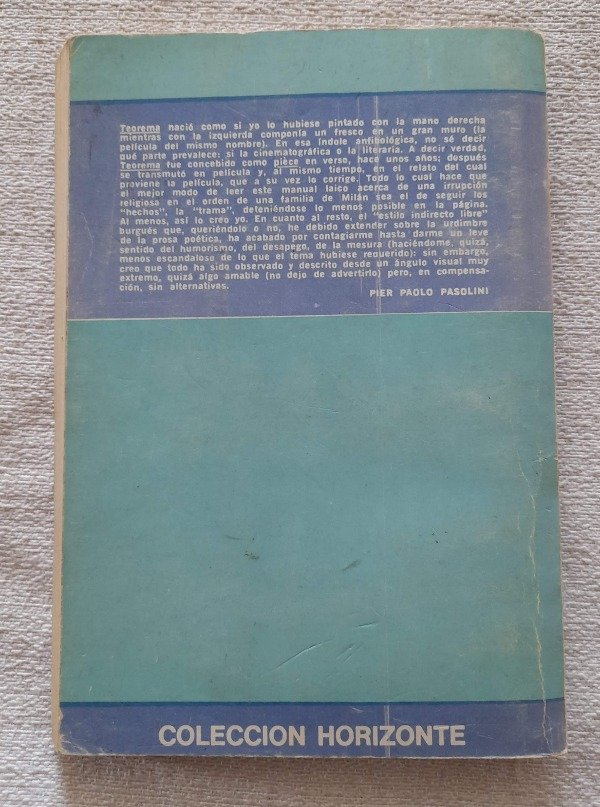 Teorema nació como si yo lo hubiese pintado con la mano derecha
mientras con la izquierda componía un fresco en un gran muro (la
película del mismo nombre). En esa índole anfibológica, no sé decir
qué parte prevalece: si la cinematográfica o la literaria. A decir verdad,
Teorema fue concebido como pièce en verso, hace unos años; después
se transmutó en película y, al mismo tiempo, en el relato del cual
proviene la película, que a su vez lo corrige. Todo lo cual hace que
el mejor modo de leer este manual laico acerca de una irrupción
religiosa en el orden de una familia de Milán sea el de seguir los
"hechos", la "trama", deteniéndose lo menos posible en la página.
Al menos, así lo creo yo. En cuanto al resto, el "estilo indirecto libre"
burgués que, queriéndolo o no, he debido extender sobre la urdimbre
de la prosa poética, ha acabado por contagiarme hasta darme un leve
sentido del humorismo, del desapego, de la mesura (haciéndome, quizá,
menos escandaloso de lo que el tema hubiese requerido): sin embargo,
creo que todo ha sido observado y descrito desde un ángulo visual muy
extremo, quizá algo amable (no dejo de advertirlo) pero, en compensa-
ción, sin alternativas.
PIER PAOLO PASOLINI
COLECCION HORIZONTE